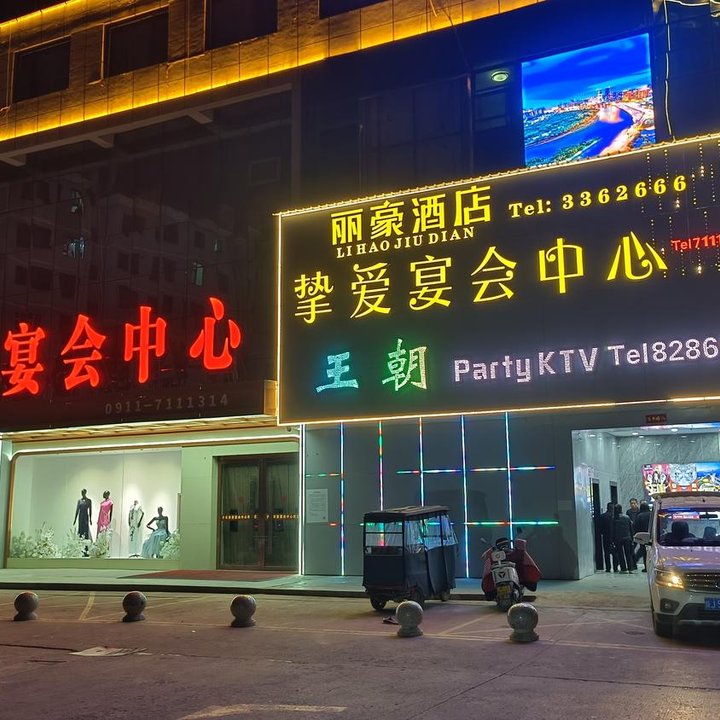 丽豪酒店 Tel: 3362666
LI HAO JIU DIAN
挚爱宴会中心 Tel7111
王朝 Party KTV Tel8286
宴会中心
0911-7111314